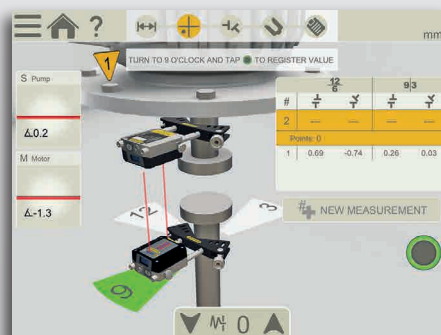 ?
mm
1
TURN TO 9 O'CLOCK AND TAP TO REGISTER VALUE
S Pump
∡0.2
M Motor
∡-1.3
12
6
9 3
#
2 — — — —
Points: 0
1 0.69 -0.74 0.26 0.03
12
3
9
# NEW MEASUREMENT
0